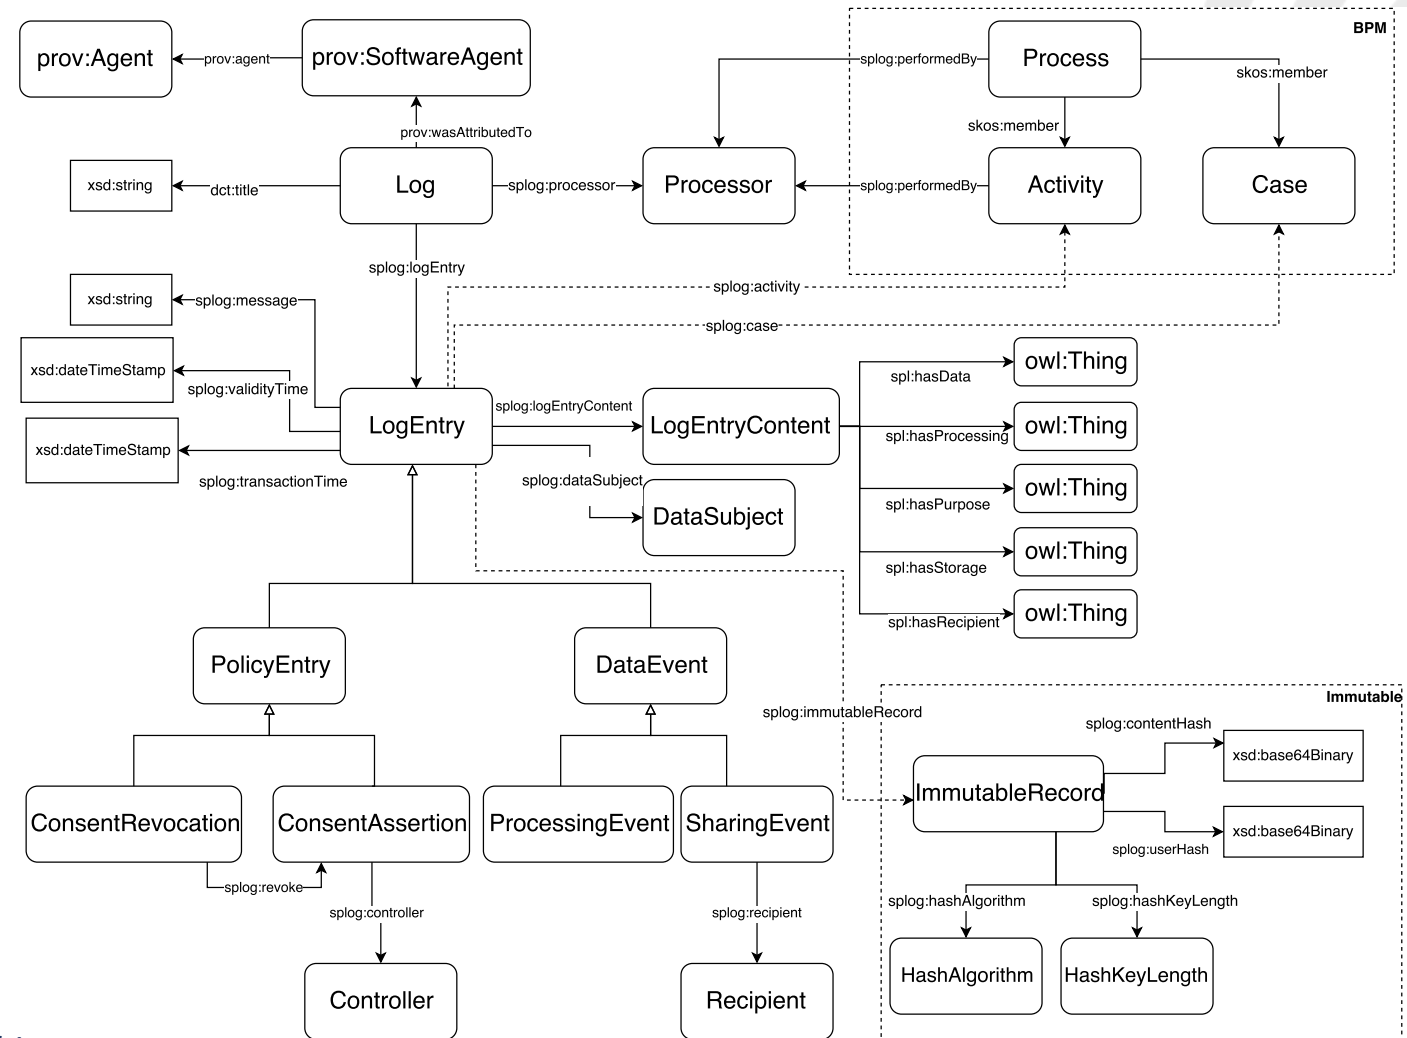 BPM
prov:Agent
prov:agent
prov:SoftwareAgent
splog:performedBy
Process
skos:member
prov:wasAttributedTo
skos:member
xsd:string
dct:title
Log
splog:processor
Processor
splog:performedBy
Activity
Case
splog:logEntry
splog:activity
xsd:string
splog:message
splog:case
xsd:dateTimeStamp
splog:validityTime
spl:hasData
owl:Thing
LogEntry
splog:logEntryContent
LogEntryContent
spl:hasProcessing
owl:Thing
xsd:dateTimeStamp
splog:transactionTime
splog:dataSubject
DataSubject
spl:hasPurpose
owl:Thing
spl:hasStorage
owl:Thing
spl:hasRecipient
owl:Thing
PolicyEntry
DataEvent
splog:immutableRecord
Immutable
splog:contentHash
xsd:base64Binary
ImmutableRecord
ConsentRevocation
ConsentAssertion
ProcessingEvent
SharingEvent
xsd:base64Binary
splog:userHash
splog:revoke
splog:controller
splog:recipient
splog:hashAlgorithm
splog:hashKeyLength
HashAlgorithm
HashKeyLength
Controller
Recipient